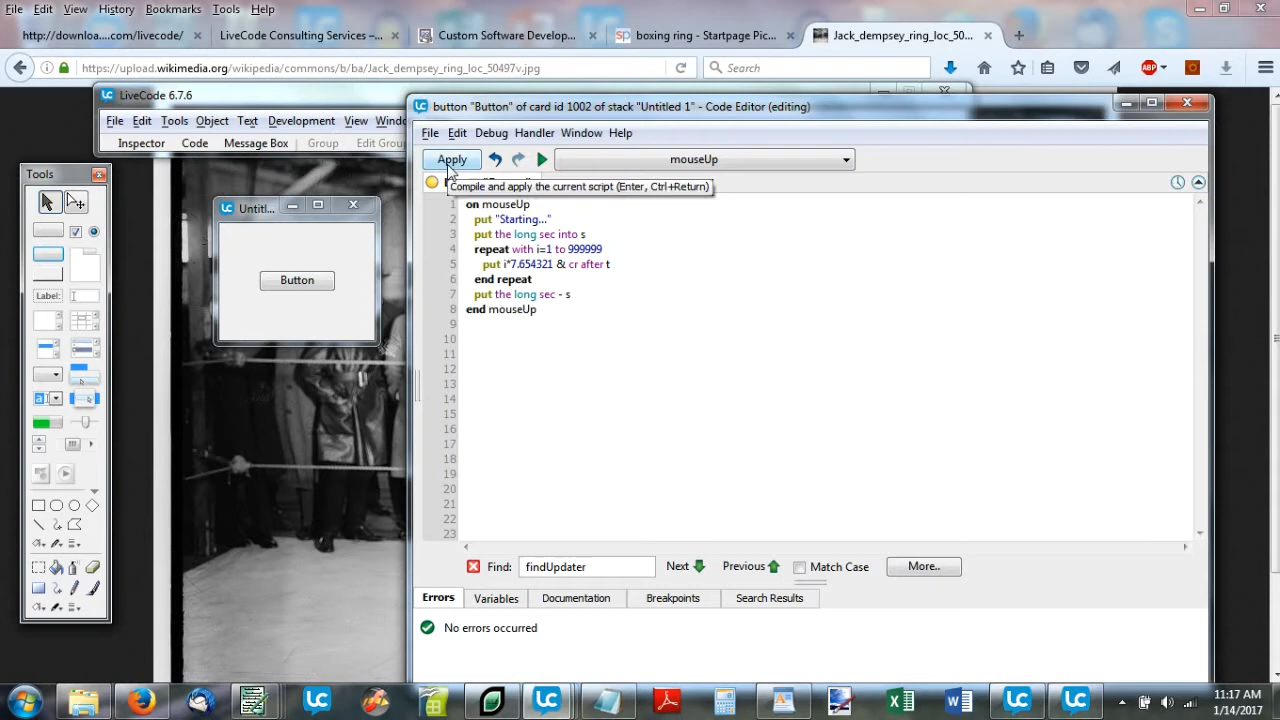 File Edit View History Bookmarks Tools Help
http://downloa....com/livecode/ LiveCode Consulting Services –... Custom Software Develop... boxing ring - Startpage Pic... Jack_dempsey_ring_loc_50...
https://upload.wikimedia.org/wikipedia/commons/b/ba/Jack_dempsey_ring_loc_50497v.jpg Search ABP
LiveCode 6.7.6
File Edit Tools Object Text Development View Windo
Inspector Code Message Box Group Edit Group
button "Button" of card id 1002 of stack "Untitled 1" - Code Editor (editing)
File Edit Debug Handler Window Help
Apply mouseUp
Compile and apply the current script (Enter, Ctrl+Return)
Tools
Label:
Untitl...
Button
1 on mouseUp
2 put "Starting..."
3 put the long sec into s
4 repeat with i=1 to 999999
5 put i*7.654321 & cr after t
6 end repeat
7 put the long sec - s
8 end mouseUp
9
10
11
12
13
14
15
16
17
18
19
20
21
22
23
Find: findUpdater Next Previous Match Case More..
Errors Variables Documentation Breakpoints Search Results
No errors occurred
11:17 AM
1/14/2017